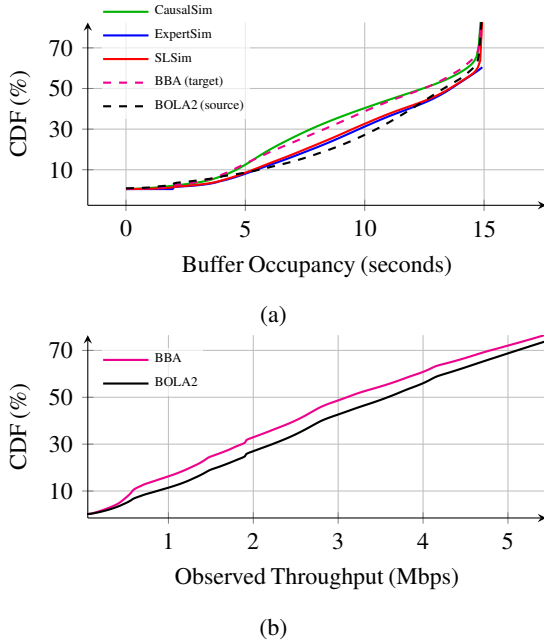 CausalSim
ExpertSim
SLSim
BBA (target)
BOLA2 (source)
70
50
30
10
CDF (%)
0
5
10
15
Buffer Occupancy (seconds)
(a)
BBA
BOLA2
70
50
30
10
CDF (%)
1
2
3
4
5
Observed Throughput (Mbps)
(b)